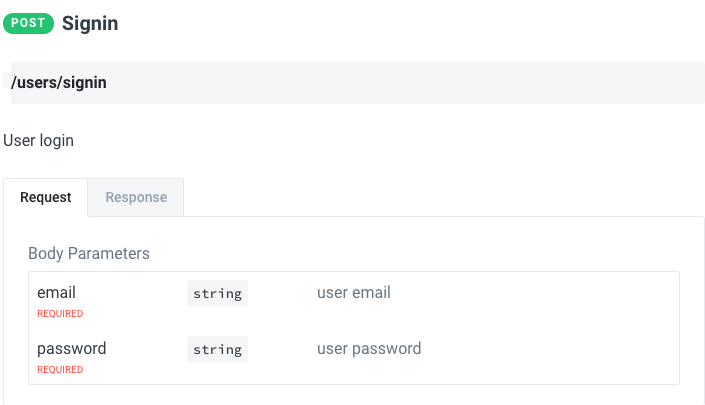 POST Signin
/users/signin
User login
Request Response
Body Parameters
email string user email
REQUIRED
password string user password
REQUIRED